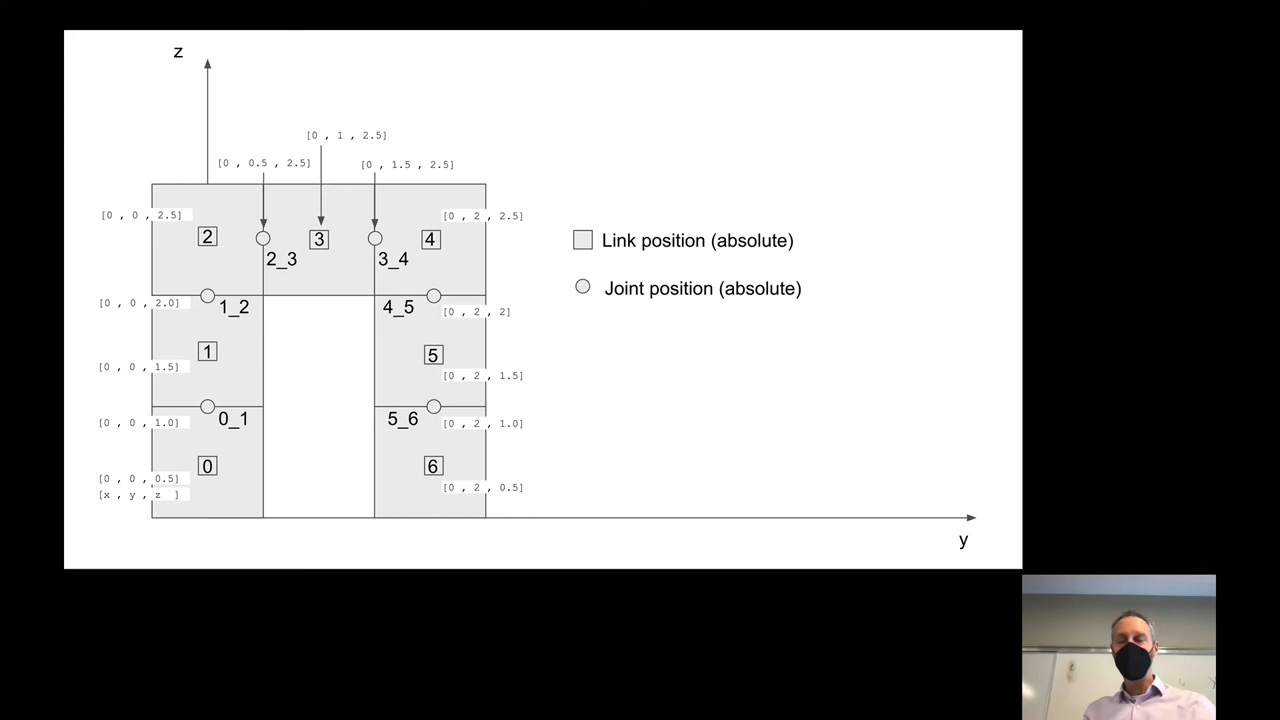 z
[0 , 1 , 2.5]
[0 , 0.5 , 2.5]
[0 , 1.5 , 2.5]
[0 , 0 , 2.5]
[0 , 2 , 2.5]
2
3
4
Link position (absolute)
2_3
3_4
Joint position (absolute)
[0 , 0 , 2.0]
1_2
4_5
[0 , 2 , 2]
1
5
[0 , 0 , 1.5]
[0 , 2 , 1.5]
[0 , 0 , 1.0]
0_1
5_6
[0 , 2 , 1.0]
0
6
[0 , 0 , 0.5]
[0 , 2 , 0.5]
[x , y , z ]
y